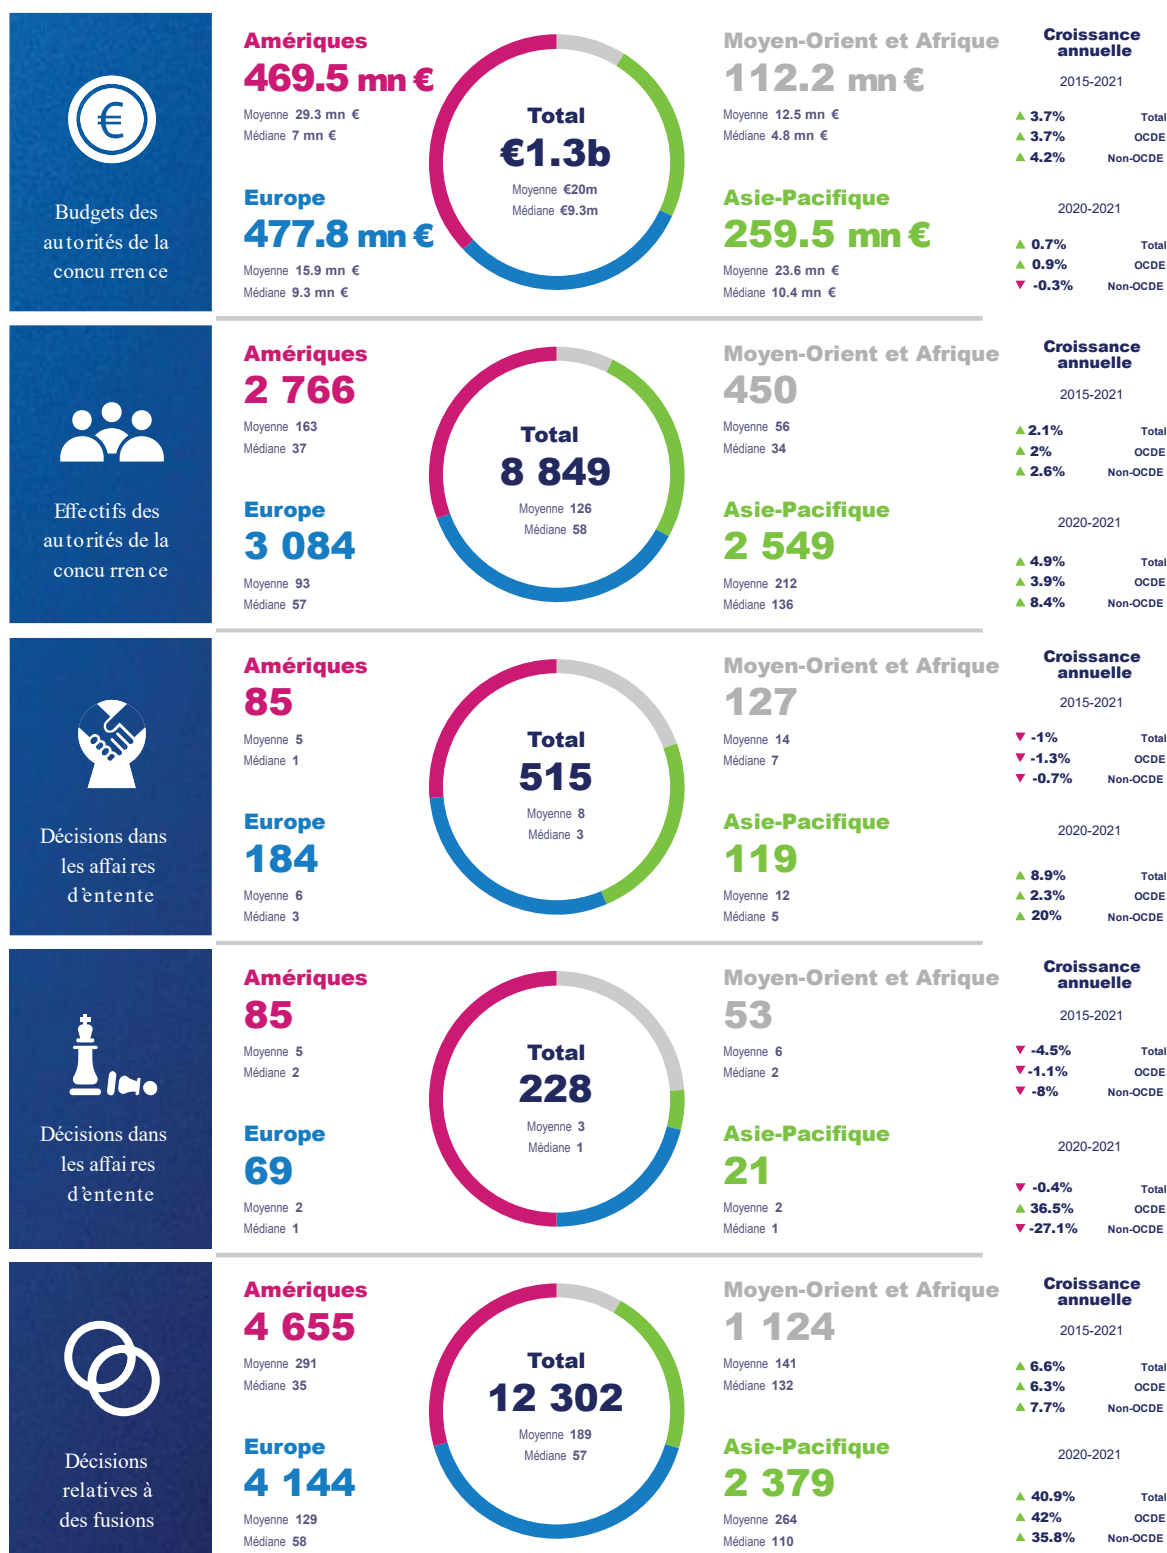 Budgets des
autorités de la
concu rren ce
Amériques
469.5 mn €
Moyenne 29.3 mn €
Médiane 7 mn €
Europe
477.8 mn €
Moyenne 15.9 mn €
Médiane 9.3 mn €
Total
€1.3b
Moyenne €20m
Médiane €9.3m
Moyen-Orient et Afrique
112.2 mn €
Moyenne 12.5 mn €
Médiane 4.8 mn €
Asie-Pacifique
259.5 mn €
Moyenne 23.6 mn €
Médiane 10.4 mn €
Croissance
annuelle
2015-2021
▲ 3.7% Total
▲ 3.7% OCDE
▲ 4.2% Non-OCDE
2020-2021
▲ 0.7% Total
▲ 0.9% OCDE
▼ -0.3% Non-OCDE
Effectifs des
autorités de la
concu rren ce
Amériques
2 766
Moyenne 163
Médiane 37
Europe
3 084
Moyenne 93
Médiane 57
Total
8 849
Moyenne 126
Médiane 58
Moyen-Orient et Afrique
450
Moyenne 56
Médiane 34
Asie-Pacifique
2 549
Moyenne 212
Médiane 136
Croissance
annuelle
2015-2021
▲ 2.1% Total
▲ 2% OCDE
▲ 2.6% Non-OCDE
2020-2021
▲ 4.9% Total
▲ 3.9% OCDE
▲ 8.4% Non-OCDE
Décisions dans
les affai res
d'entente
Amériques
85
Moyenne 5
Médiane 1
Europe
184
Moyenne 6
Médiane 3
Total
515
Moyenne 8
Médiane 3
Moyen-Orient et Afrique
127
Moyenne 14
Médiane 7
Asie-Pacifique
119
Moyenne 12
Médiane 5
Croissance
annuelle
2015-2021
▼ -1% Total
▼ -1.3% OCDE
▼ -0.7% Non-OCDE
2020-2021
▲ 8.9% Total
▲ 2.3% OCDE
▲ 20% Non-OCDE
Décisions dans
les affai res
d'entente
Amériques
85
Moyenne 5
Médiane 2
Europe
69
Moyenne 2
Médiane 1
Total
228
Moyenne 3
Médiane 1
Moyen-Orient et Afrique
53
Moyenne 6
Médiane 2
Asie-Pacifique
21
Moyenne 2
Médiane 1
Croissance
annuelle
2015-2021
▼ -4.5% Total
▼ -1.1% OCDE
▼ -8% Non-OCDE
2020-2021
▼ -0.4% Total
▲ 36.5% OCDE
▼ -27.1% Non-OCDE
Décisions
relatives à
des fusions
Amériques
4 655
Moyenne 291
Médiane 35
Europe
4 144
Moyenne 129
Médiane 58
Total
12 302
Moyenne 189
Médiane 57
Moyen-Orient et Afrique
1 124
Moyenne 141
Médiane 132
Asie-Pacifique
2 379
Moyenne 264
Médiane 110
Croissance
annuelle
2015-2021
▲ 6.6% Total
▲ 6.3% OCDE
▲ 7.7% Non-OCDE
2020-2021
▲ 40.9% Total
▲ 42% OCDE
▲ 35.8% Non-OCDE